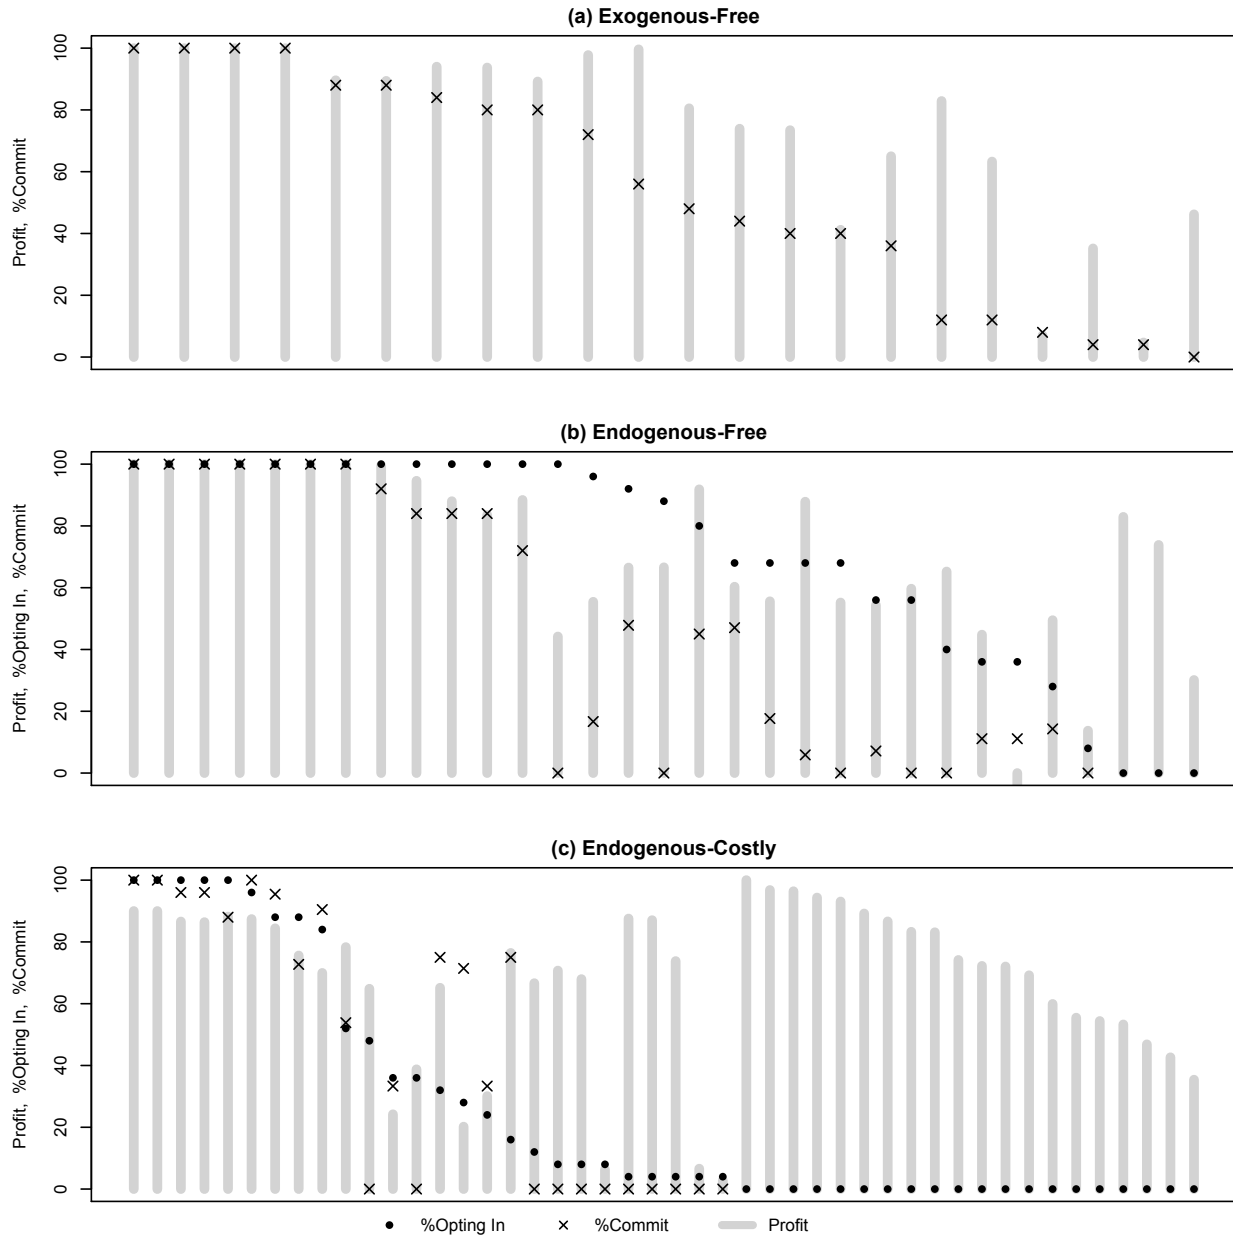 (a) Exogenous-Free
Profit, %Commit
100
80
60
40
20
0
(b) Endogenous-Free
Profit, %Opting In, %Commit
100
80
60
40
20
0
(c) Endogenous-Costly
Profit, %Opting In, %Commit
100
80
60
40
20
0
%Opting In %Commit Profit